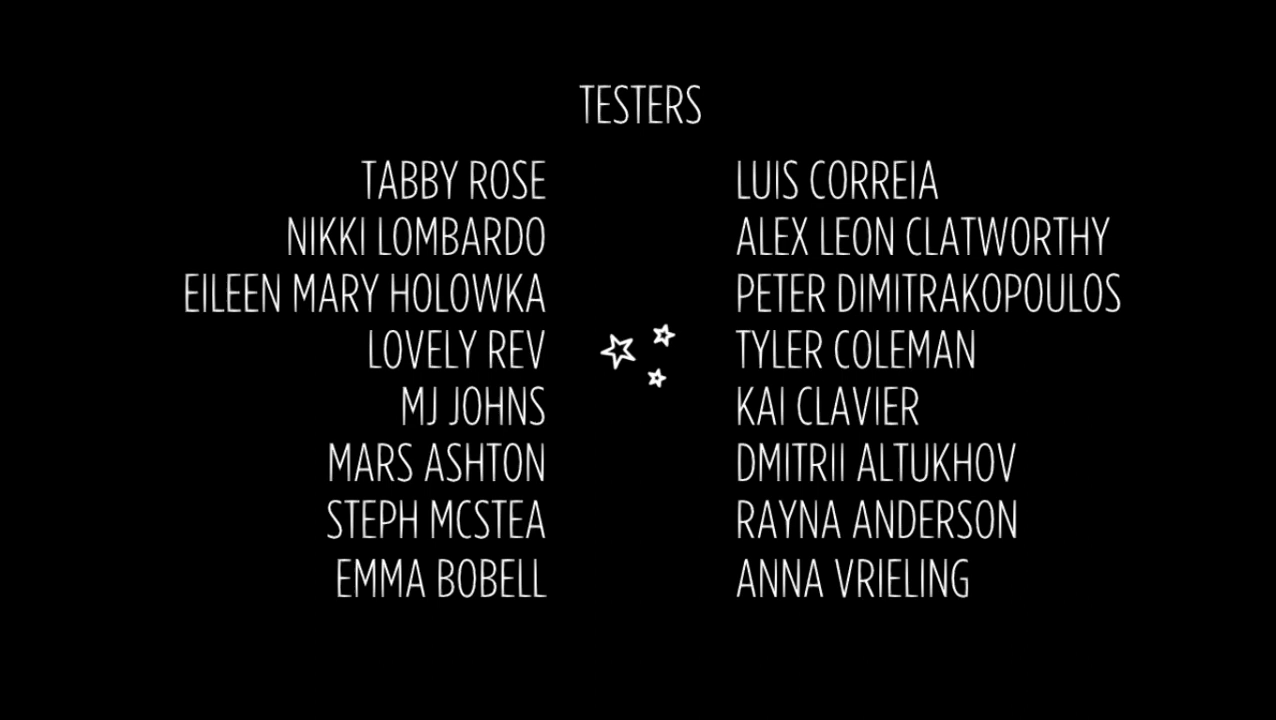 TESTERS
TABBY ROSE
NIKKI LOMBARDO
EILEEN MARY HOLOWKA
LOVELY REV
MJ JOHNS
MARS ASHTON
STEPH MCSTEA
EMMA BOBELL
LUIS CORREIA
ALEX LEON CLATWORTHY
PETER DIMITRAKOPOULOS
TYLER COLEMAN
KAI CLAVIER
DMITRII ALTUKHOV
RAYNA ANDERSON
ANNA VRIELING